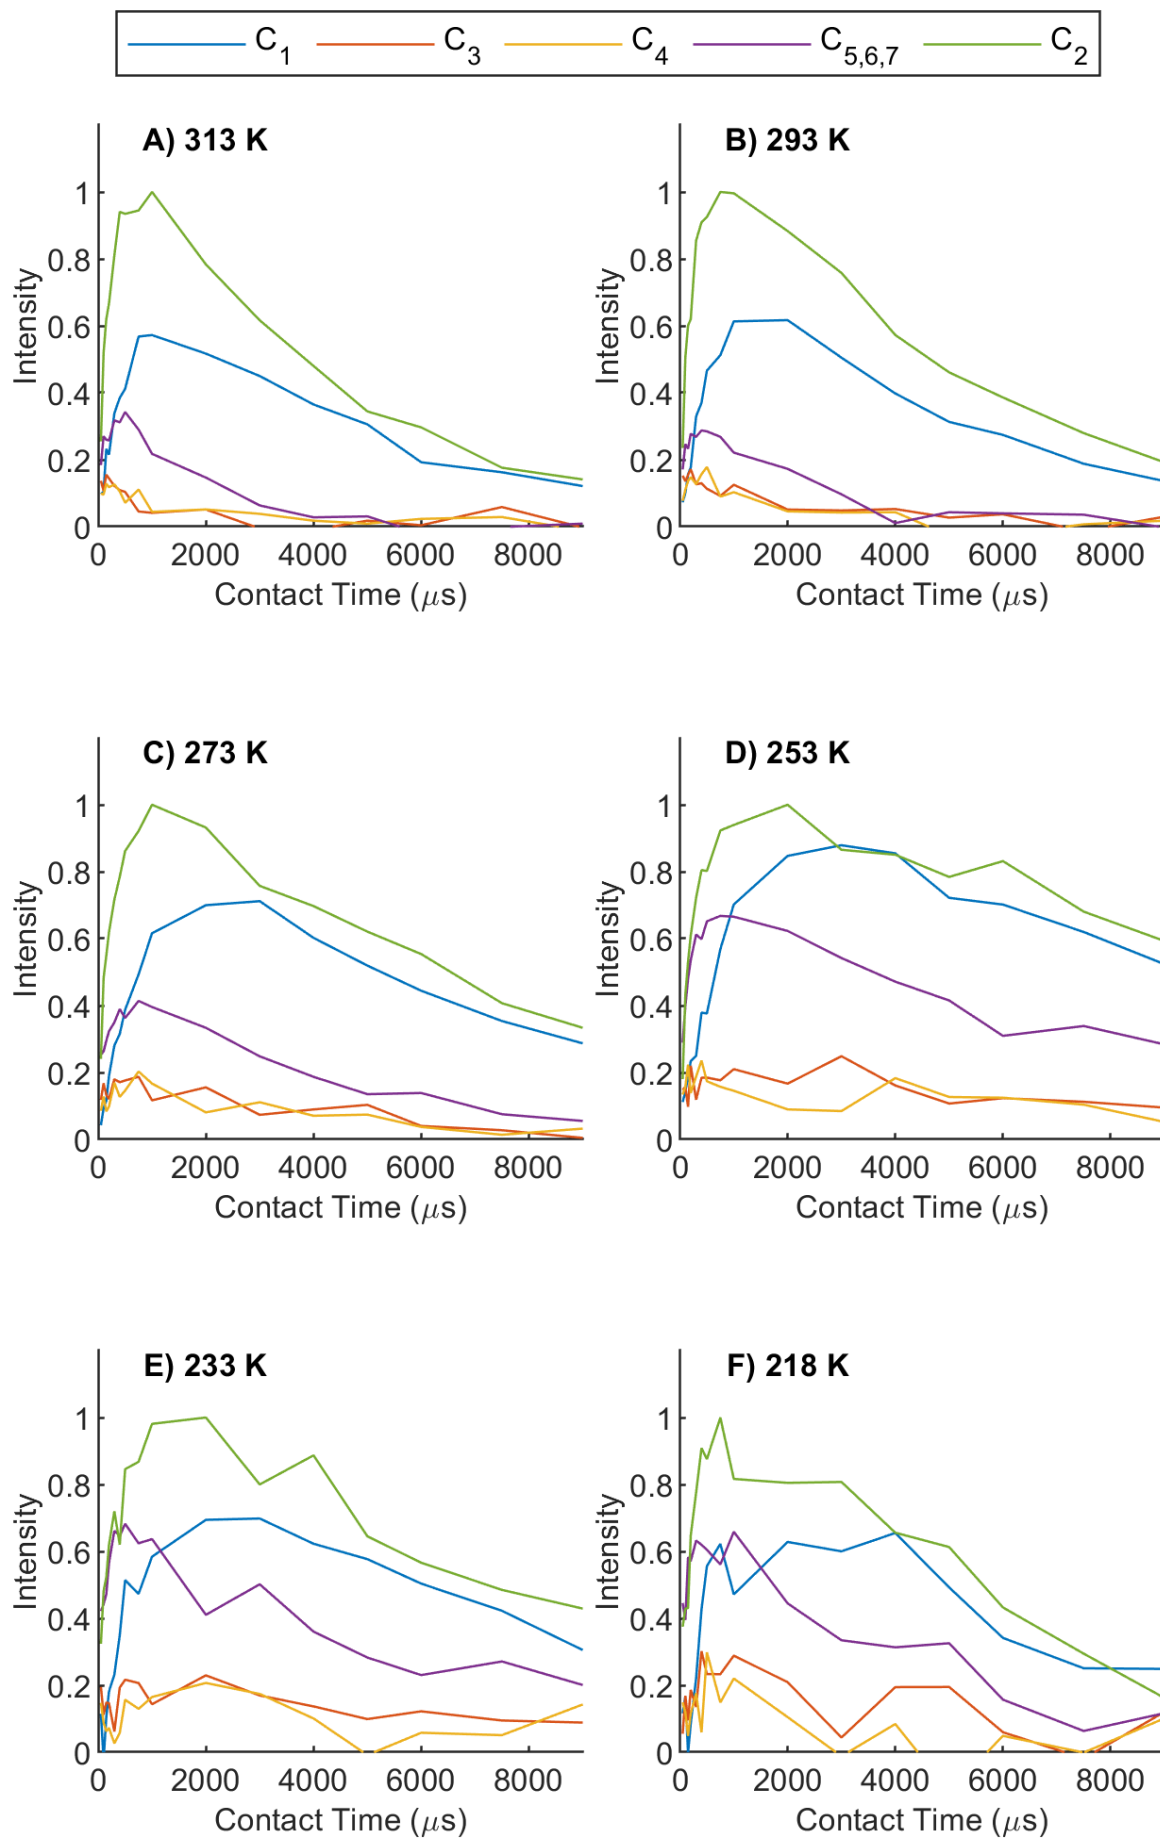 C1 C3 C4 C5,6,7 C2
A) 313 K
Intensity
1
0.8
0.6
0.4
0.2
0
0 2000 4000 6000 8000
Contact Time (μs)
B) 293 K
Intensity
1
0.8
0.6
0.4
0.2
0
0 2000 4000 6000 8000
Contact Time (μs)
C) 273 K
Intensity
1
0.8
0.6
0.4
0.2
0
0 2000 4000 6000 8000
Contact Time (μs)
D) 253 K
Intensity
1
0.8
0.6
0.4
0.2
0
0 2000 4000 6000 8000
Contact Time (μs)
E) 233 K
Intensity
1
0.8
0.6
0.4
0.2
0
0 2000 4000 6000 8000
Contact Time (μs)
F) 218 K
Intensity
1
0.8
0.6
0.4
0.2
0
0 2000 4000 6000 8000
Contact Time (μs)